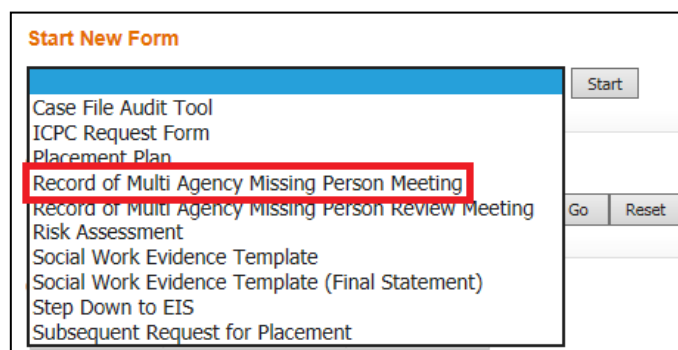 Start New Form
Start
Case File Audit Tool
ICPC Request Form
Placement Plan
Record of Multi Agency Missing Person Meeting
Record of Multi Agency Missing Person Review Meeting
Go Reset
Risk Assessment
Social Work Evidence Template
Social Work Evidence Template (Final Statement)
Step Down to EIS
Subsequent Request for Placement